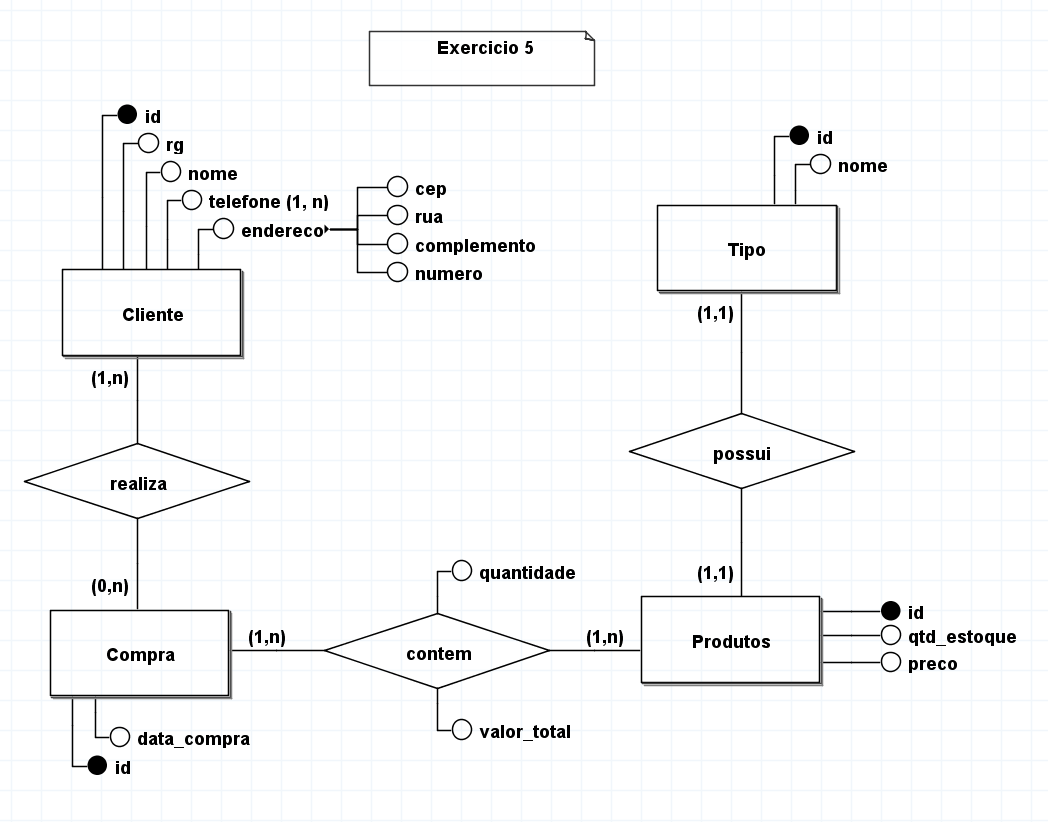 Exercicio 5
id
rg
nome
telefone (1, n)
endereco
cep
rua
complemento
numero
Cliente
(1,n)
realiza
(0,n)
Compra
data_compra
id
(1,n)
quantidade
contem
valor_total
(1,n)
id
nome
Tipo
(1,1)
possui
(1,1)
Produtos
id
qtd_estoque
preco